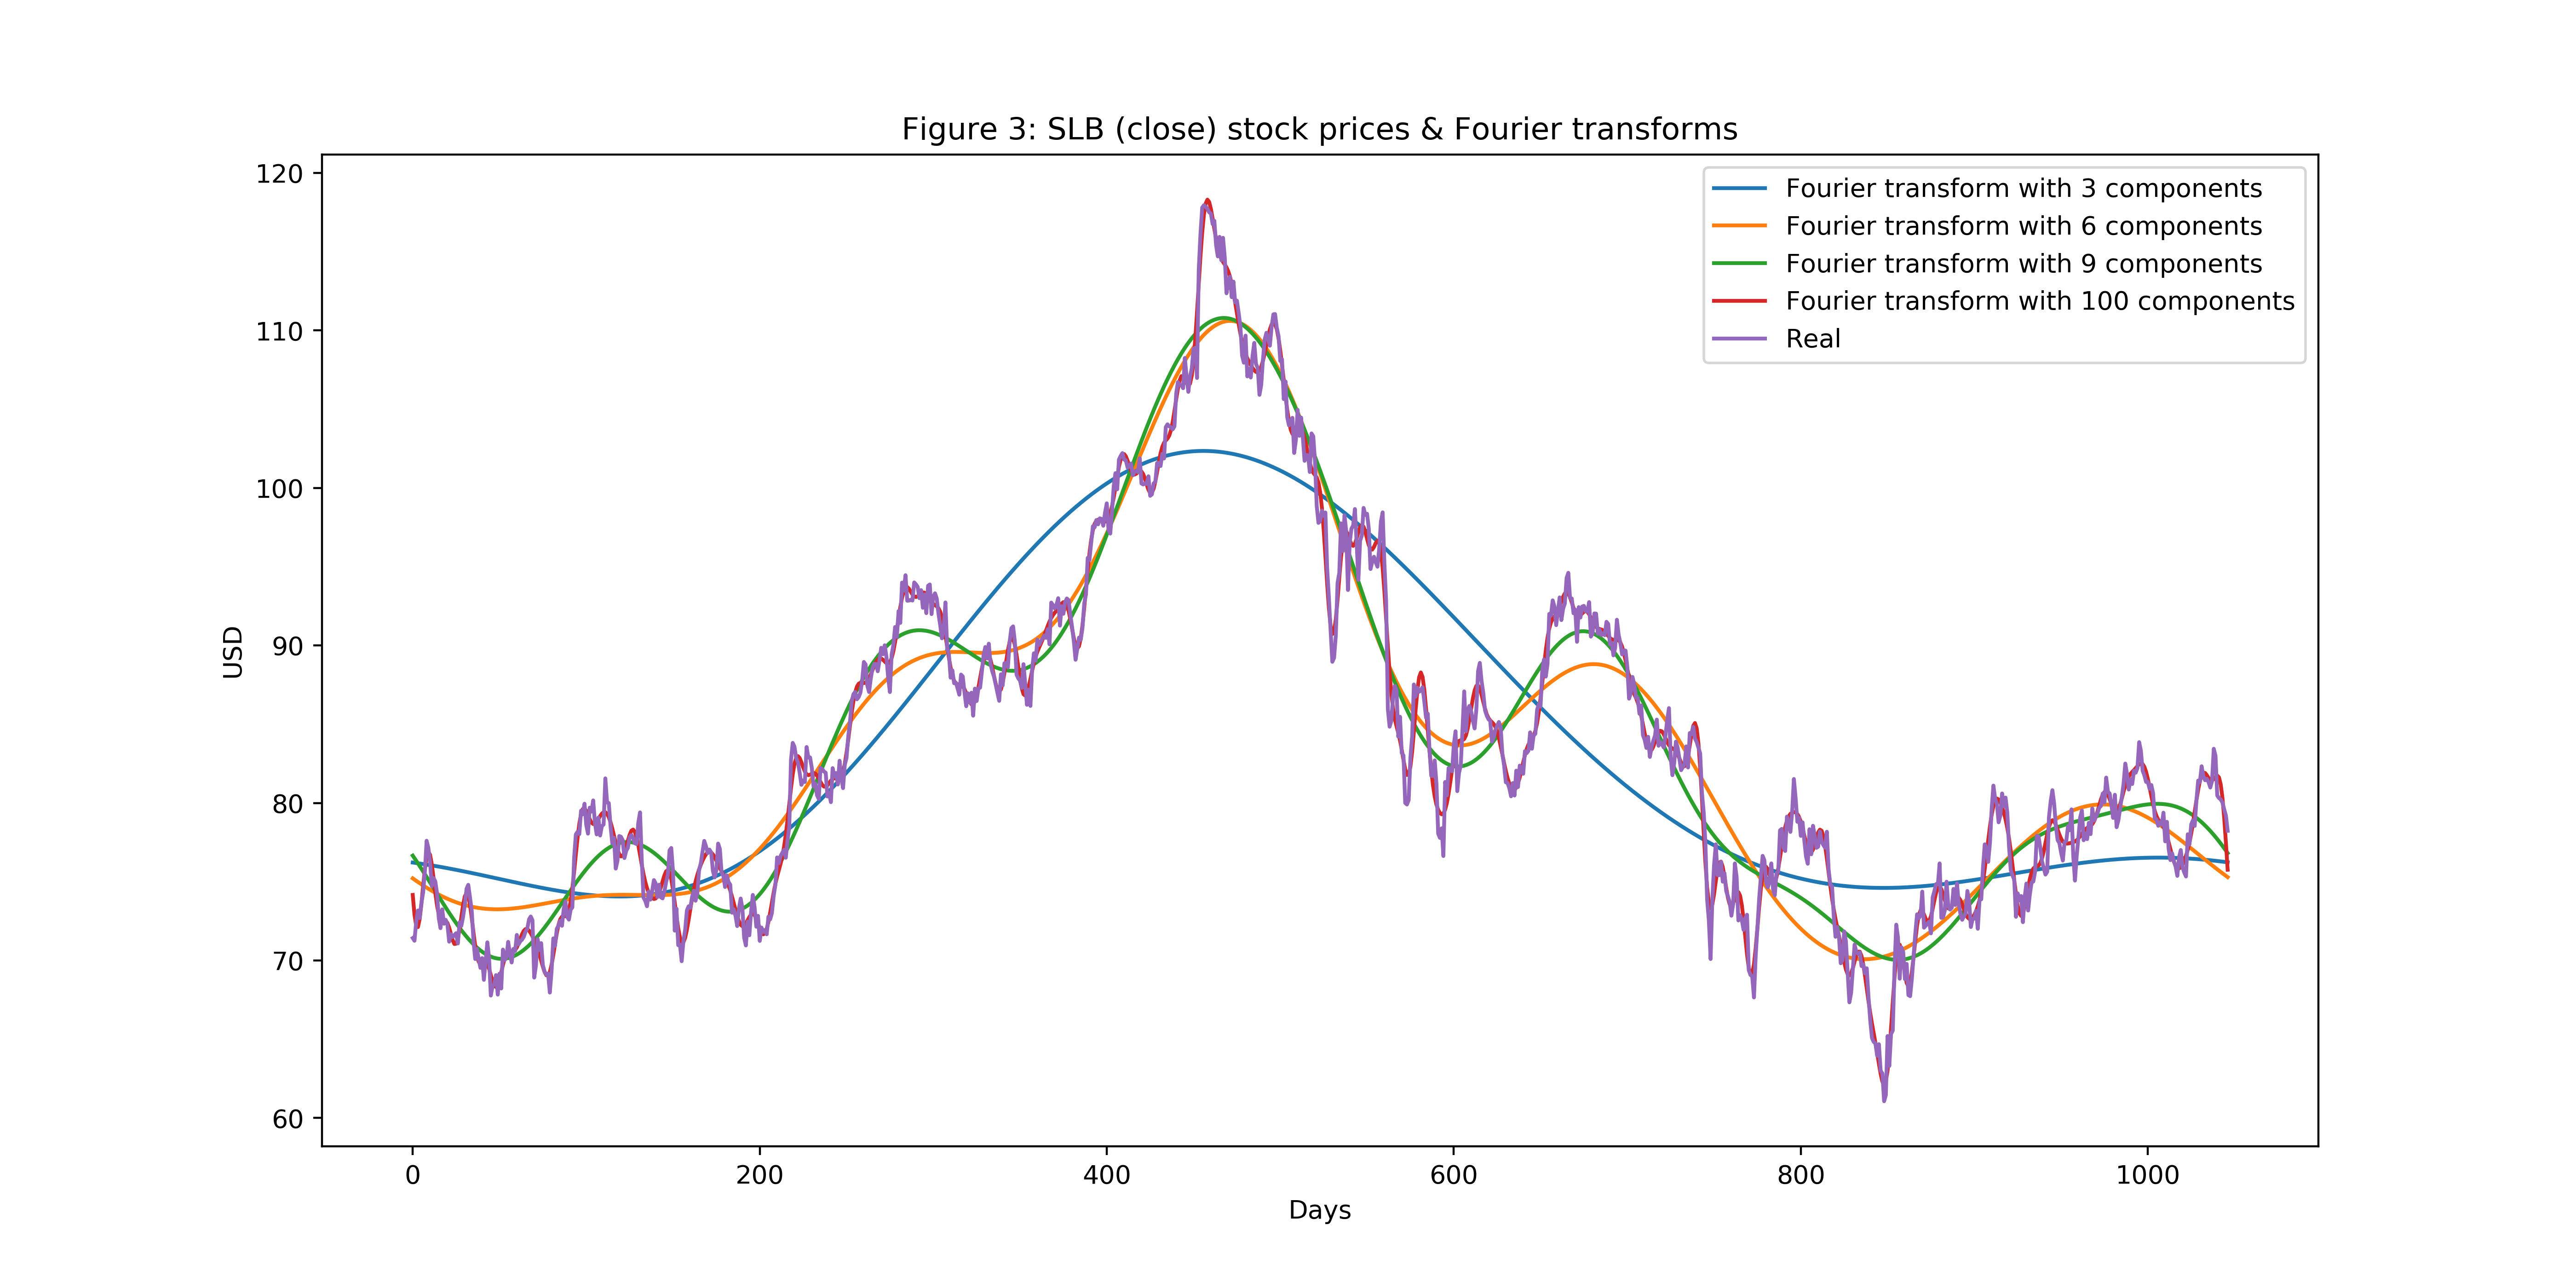 Figure 3: SLB (close) stock prices & Fourier transforms
120
110
100
90
80
70
60
USD
Fourier transform with 3 components
Fourier transform with 6 components
Fourier transform with 9 components
Fourier transform with 100 components
Real
0
200
400
600
800
1000
Days